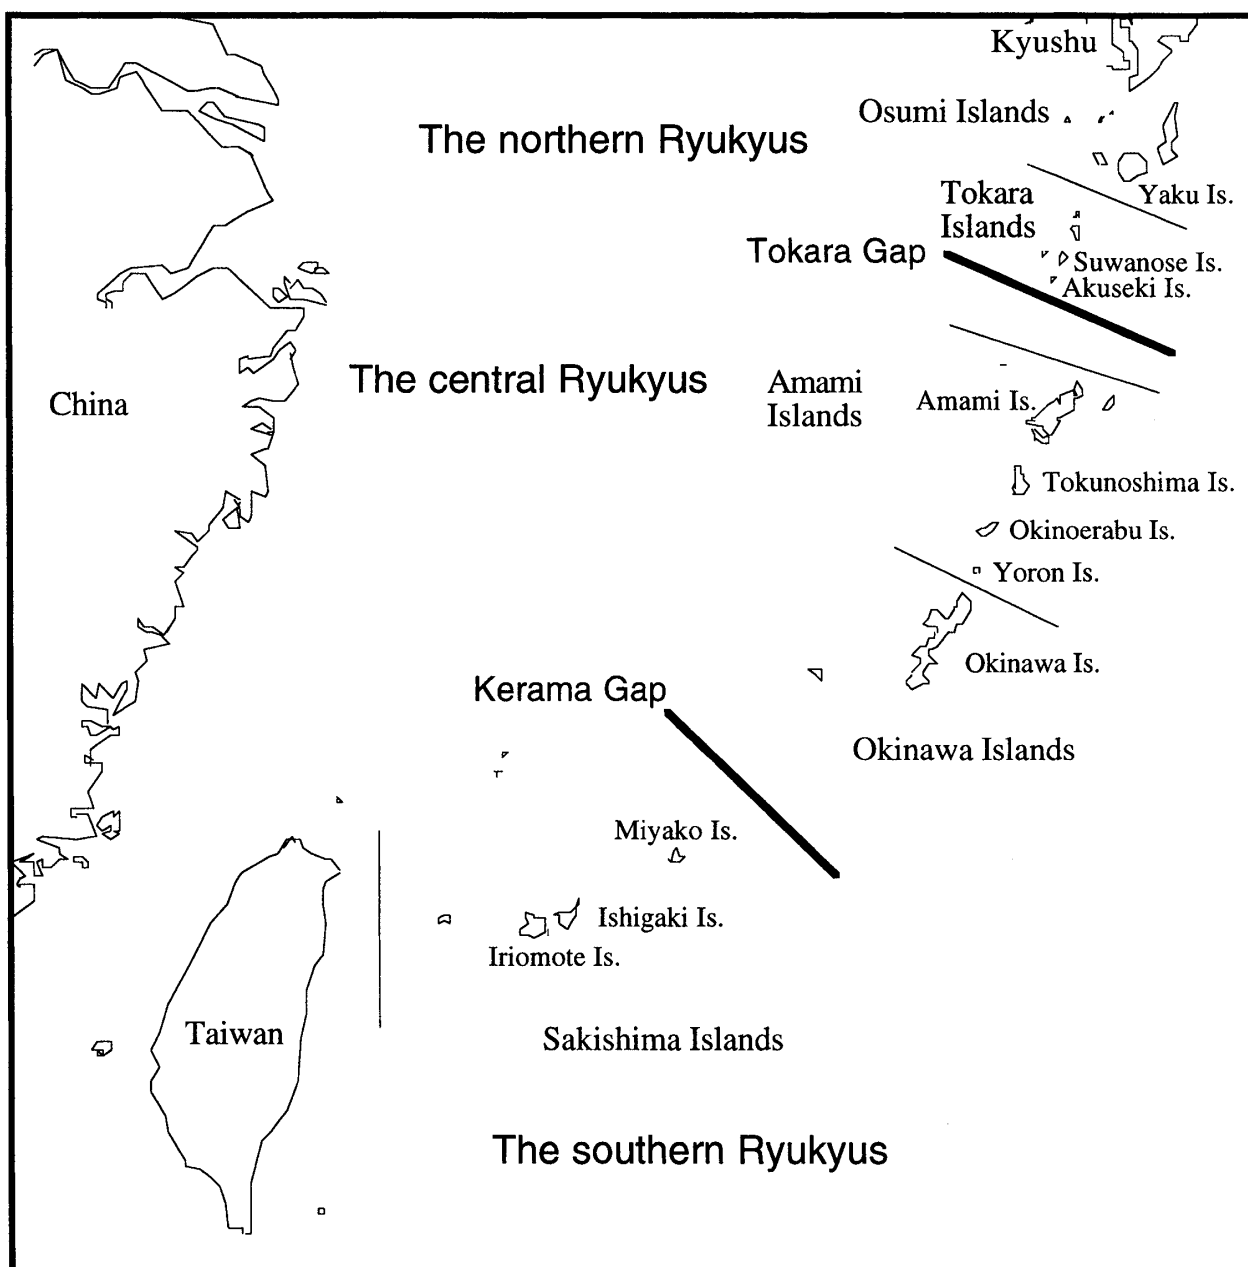 Kyushu
Osumi Islands
The northern Ryukyus
Yaku Is.
Tokara
Islands
Tokara Gap
Suwanose Is.
Akuseki Is.
The central Ryukyus
Amami
Islands
Amami Is.
China
Tokunoshima Is.
Okinoerabu Is.
Yoron Is.
Okinawa Is.
Kerama Gap
Okinawa Islands
Miyako Is.
Ishigaki Is.
Iriomote Is.
Taiwan
Sakishima Islands
The southern Ryukyus